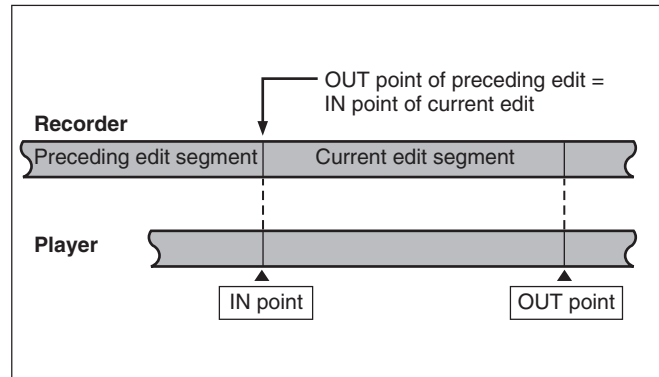 OUT point of preceding edit =
IN point of current edit
Recorder
Preceding edit segment
Current edit segment
Player
IN point
OUT point